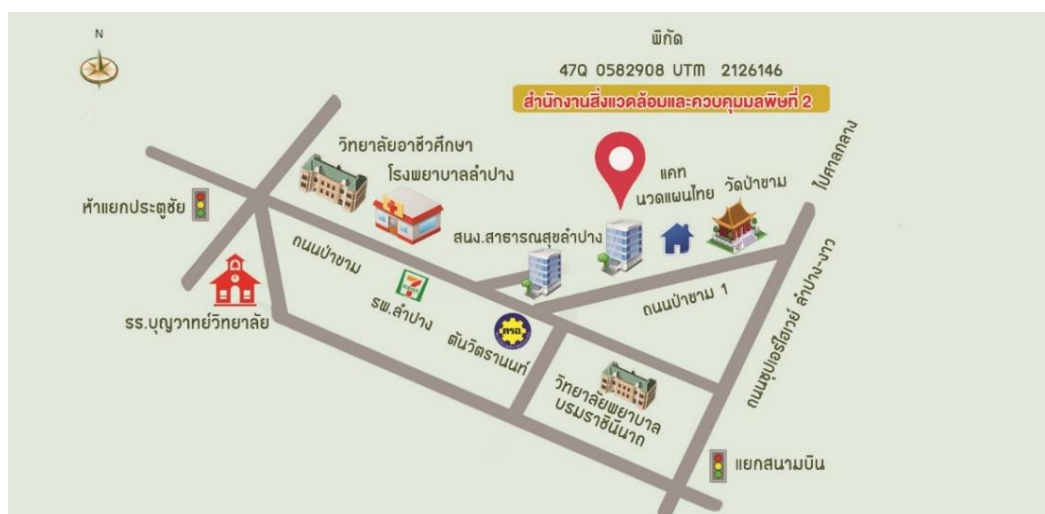 N
พิกัด
47Q 0582908 UTM 2126146
สำนักงานสิ่งแวดล้อมและควบคุมมลพิษที่ 2
วิทยาลัยอาชีวศึกษา
โรงพยาบาลลำปาง
แคท
นวดแผนไทย
วัดป่าขาม
ไปศาลกลาง
ห้าแยกประตูชัย
สนง.สาธารณสุขลำปาง
ถนนป่าขาม
7
ELEVEN
รพ.ลำปาง
ถนนป่าขาม 1
ถนนซุปเอร์ไฮเวย์ ลำปาง-งาว
รร.บุญวาทย์วิทยาลัย
ตรอ.
ตันวิตรานนท์
วิทยาลัยพยาบาล
บรมราชินีนาถ
แยกสนามบิน